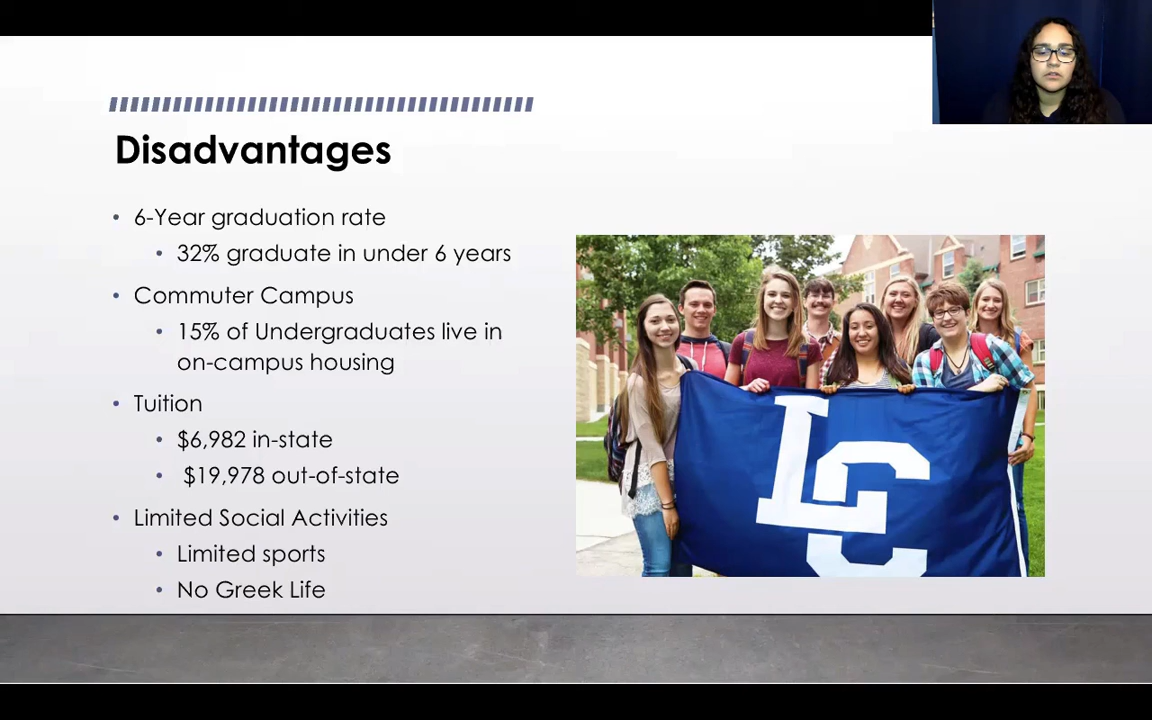 Disadvantages
• 6-Year graduation rate
• 32% graduate in under 6 years
• Commuter Campus
• 15% of Undergraduates live in
on-campus housing
• Tuition
• $6,982 in-state
• $19,978 out-of-state
• Limited Social Activities
• Limited sports
• No Greek Life
LC